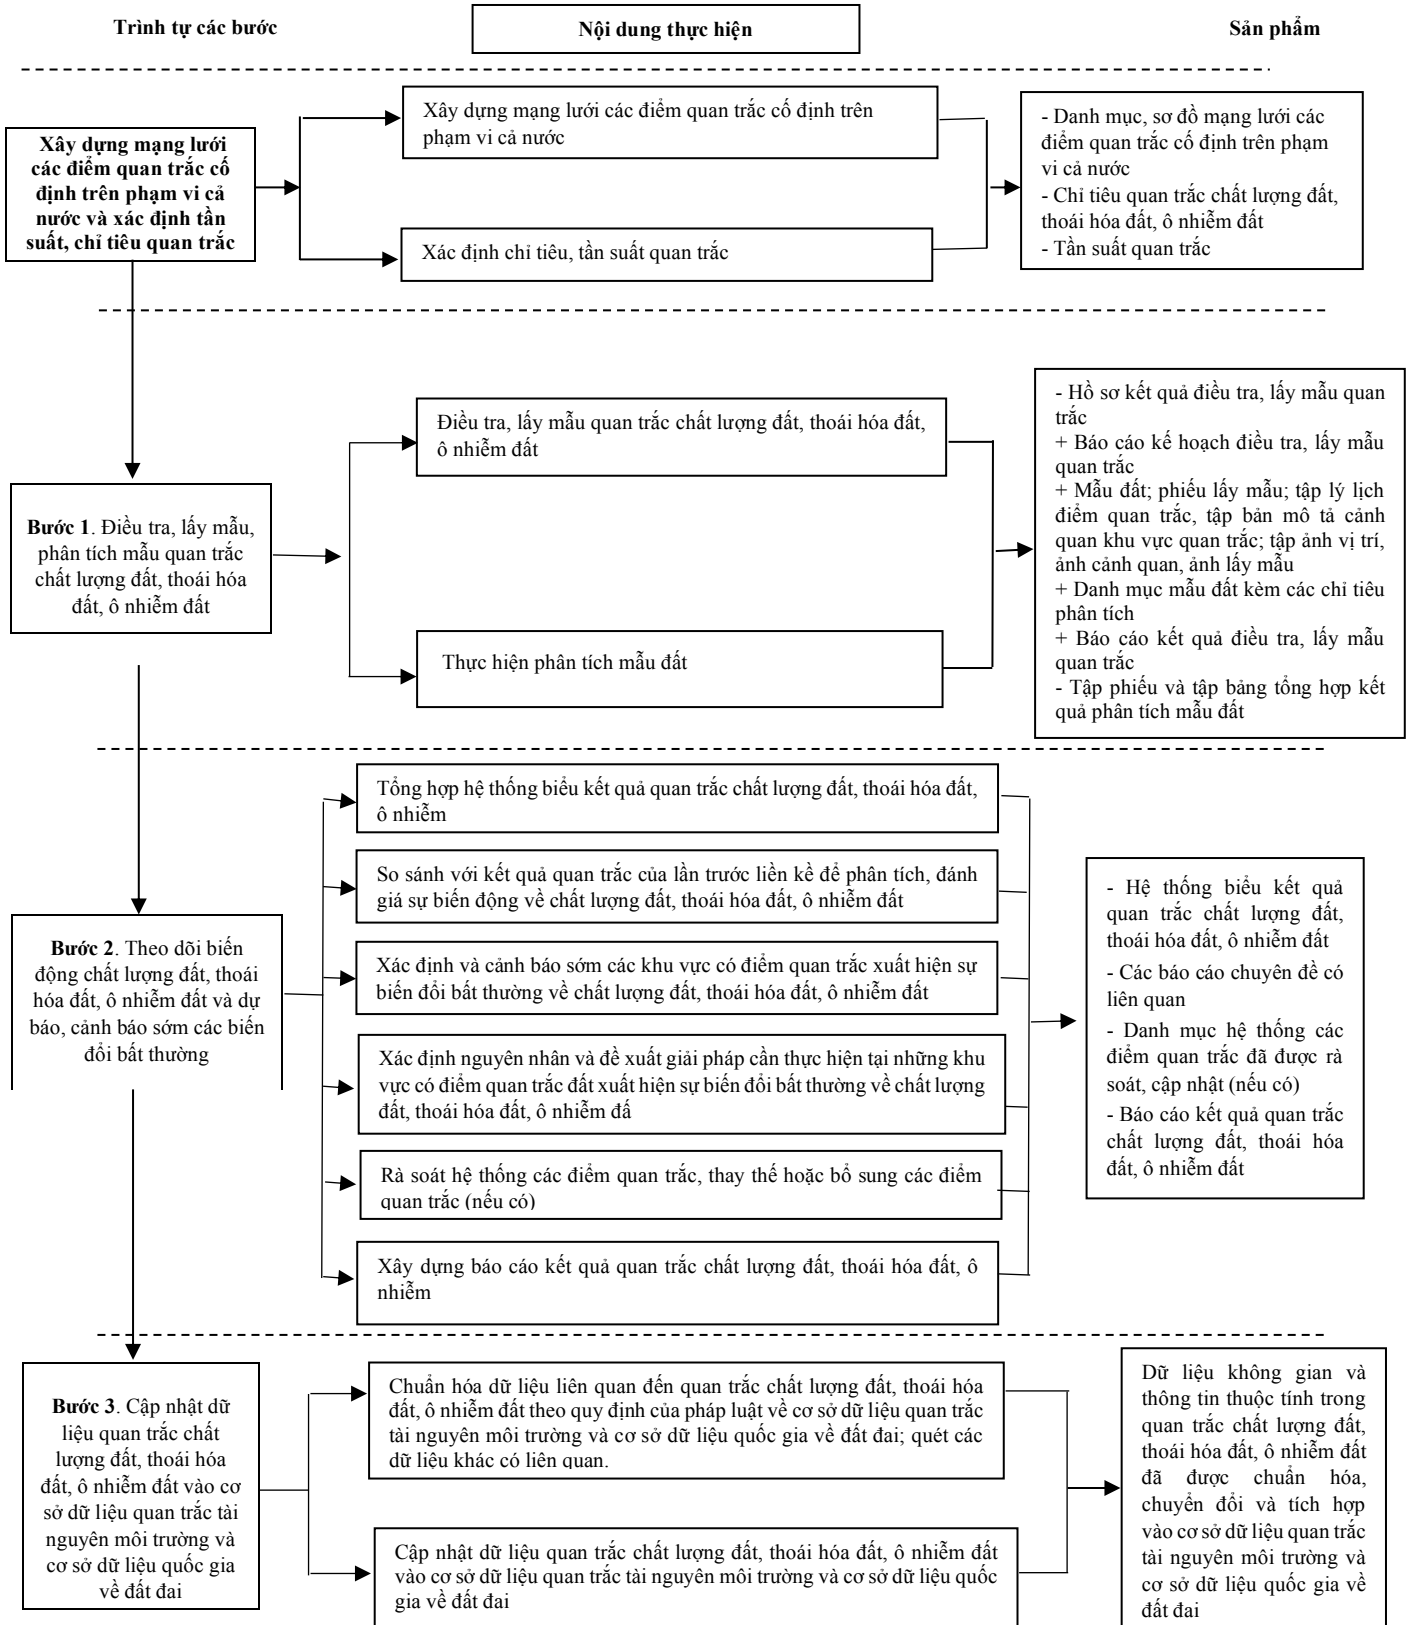 Trình tự các bước
Nội dung thực hiện
Sản phẩm
Xây dựng mạng lưới
các điểm quan trắc cố
định trên phạm vi cả
nước và xác định tần
suất, chỉ tiêu quan trắc
Xây dựng mạng lưới các điểm quan trắc cố định trên
phạm vi cả nước
Xác định chỉ tiêu, tần suất quan trắc
- Danh mục, sơ đồ mạng lưới các
điểm quan trắc cố định trên phạm
vi cả nước
- Chỉ tiêu quan trắc chất lượng đất,
thoái hóa đất, ô nhiễm đất
- Tần suất quan trắc
Bước 1. Điều tra, lấy mẫu,
phân tích mẫu quan trắc
chất lượng đất, thoái hóa
đất, ô nhiễm đất
Điều tra, lấy mẫu quan trắc chất lượng đất, thoái hóa đất,
ô nhiễm đất
Thực hiện phân tích mẫu đất
- Hồ sơ kết quả điều tra, lấy mẫu quan
trắc
+ Báo cáo kế hoạch điều tra, lấy mẫu
quan trắc
+ Mẫu đất; phiếu lấy mẫu; tập lý lịch
điểm quan trắc, tập bản mô tả cảnh
quan khu vực quan trắc; tập ảnh vị trí,
ảnh cảnh quan, ảnh lấy mẫu
+ Danh mục mẫu đất kèm các chỉ tiêu
phân tích
+ Báo cáo kết quả điều tra, lấy mẫu
quan trắc
- Tập phiếu và tập bảng tổng hợp kết
quả phân tích mẫu đất
Bước 2. Theo dõi biến
động chất lượng đất, thoái
hóa đất, ô nhiễm đất và dự
báo, cảnh báo sớm các biến
đổi bất thường
Tổng hợp hệ thống biểu kết quả quan trắc chất lượng đất, thoái hóa đất,
ô nhiễm
So sánh với kết quả quan trắc của lần trước liền kề để phân tích, đánh
giá sự biến động về chất lượng đất, thoái hóa đất, ô nhiễm đất
Xác định và cảnh báo sớm các khu vực có điểm quan trắc xuất hiện sự
biến đổi bất thường về chất lượng đất, thoái hóa đất, ô nhiễm đất
Xác định nguyên nhân và đề xuất giải pháp cần thực hiện tại những khu
vực có điểm quan trắc đất xuất hiện sự biến đổi bất thường về chất lượng
đất, thoái hóa đất, ô nhiễm đấ
Rà soát hệ thống các điểm quan trắc, thay thế hoặc bổ sung các điểm
quan trắc (nếu có)
Xây dựng báo cáo kết quả quan trắc chất lượng đất, thoái hóa đất, ô
nhiễm
- Hệ thống biểu kết quả
quan trắc chất lượng đất,
thoái hóa đất, ô nhiễm đất
- Các báo cáo chuyên đề có
liên quan
- Danh mục hệ thống các
điểm quan trắc đã được rà
soát, cập nhật (nếu có)
- Báo cáo kết quả quan trắc
chất lượng đất, thoái hóa
đất, ô nhiễm đất
Bước 3. Cập nhật dữ
liệu quan trắc chất
lượng đất, thoái hóa
đất, ô nhiễm đất vào cơ
sở dữ liệu quan trắc tài
nguyên môi trường và
cơ sở dữ liệu quốc gia
về đất đai
Chuẩn hóa dữ liệu liên quan đến quan trắc chất lượng đất, thoái hóa
đất, ô nhiễm đất theo quy định của pháp luật về cơ sở dữ liệu quan trắc
tài nguyên môi trường và cơ sở dữ liệu quốc gia về đất đai; quét các
dữ liệu khác có liên quan.
Cập nhật dữ liệu quan trắc chất lượng đất, thoái hóa đất, ô nhiễm đất
vào cơ sở dữ liệu quan trắc tài nguyên môi trường và cơ sở dữ liệu quốc
gia về đất đai
Dữ liệu không gian và
thông tin thuộc tính trong
quan trắc chất lượng đất,
thoái hóa đất, ô nhiễm đất
đã được chuẩn hóa,
chuyển đổi và tích hợp
vào cơ sở dữ liệu quan trắc
tài nguyên môi trường và
cơ sở dữ liệu quốc gia về
đất đai